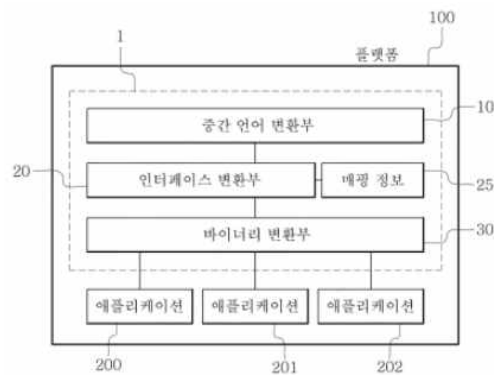 100
플랫폼
1
10
중간 언어 변환부
20
인터페이스 변환부
매핑 정보
25
바이너리 변환부
30
애플리케이션
애플리케이션
애플리케이션
200
201
202